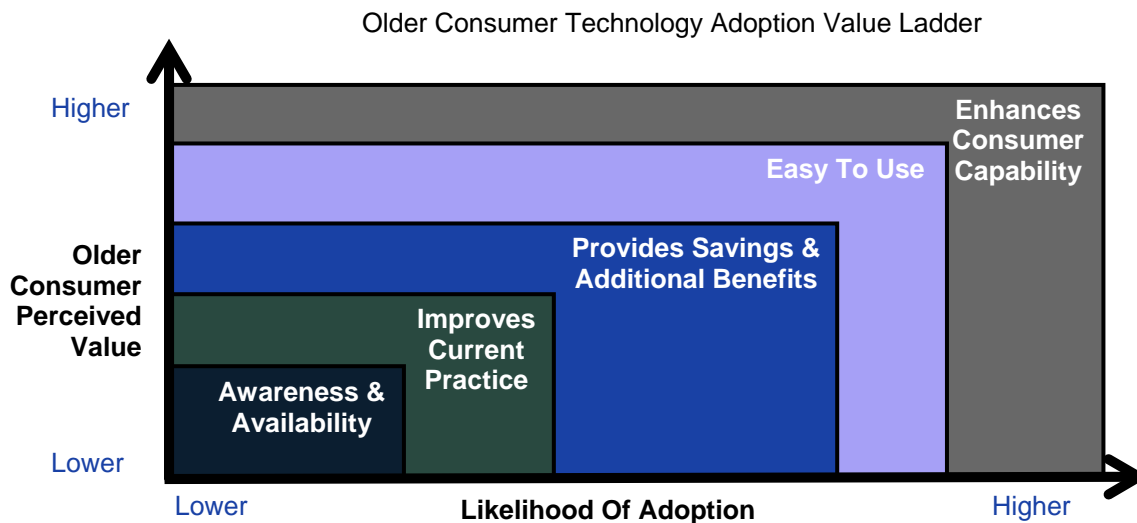 Older Consumer Technology Adoption Value Ladder
Higher
Enhances
Consumer
Capability
Easy To Use
Older
Consumer
Perceived
Value
Provides Savings &
Additional Benefits
Improves
Current
Practice
Awareness &
Availability
Lower
Lower
Likelihood Of Adoption
Higher